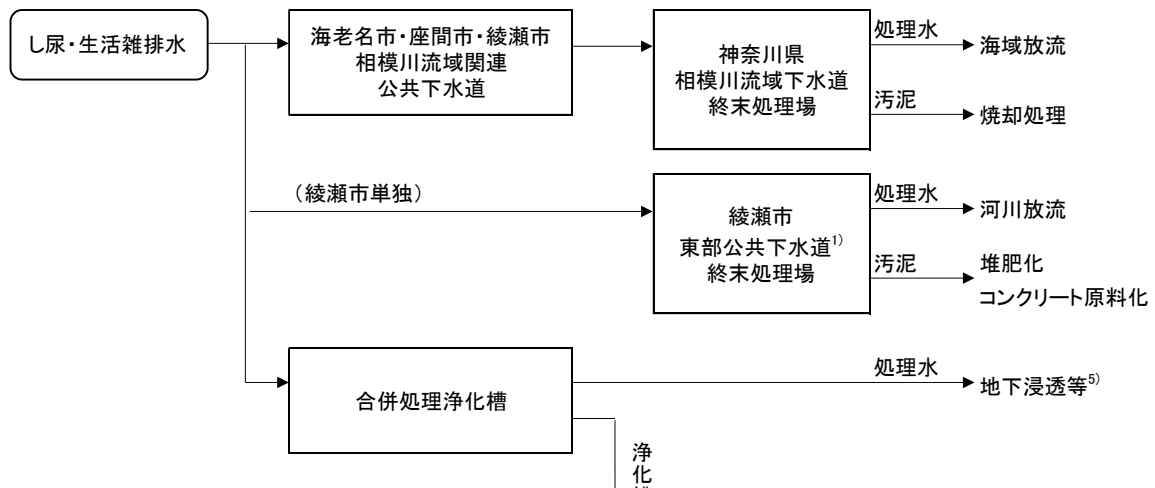 し尿・生活雑排水
海老名市・座間市・綾瀬市
相模川流域関連
公共下水道
神奈川県
相模川流域下水道
終末処理場
処理水
海域放流
汚泥
焼却処理
（綾瀬市単独）
綾瀬市
東部公共下水道1)
終末処理場
処理水
河川放流
汚泥
堆肥化
コンクリート原料化
合併処理浄化槽
処理水
地下浸透等5)
浄化